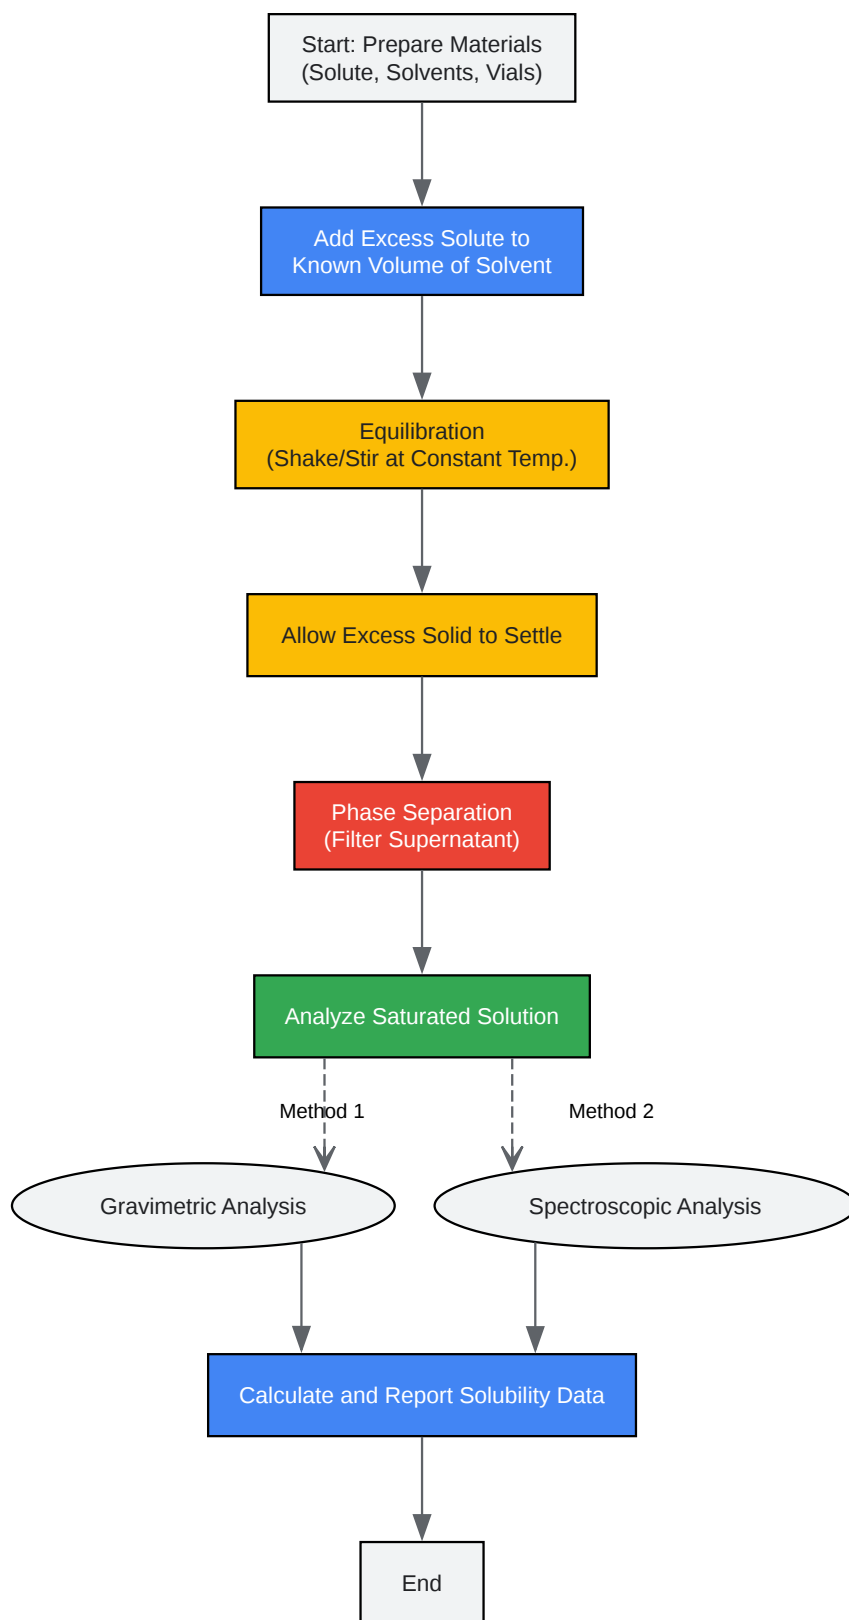 Start: Prepare Materials
(Solute, Solvents, Vials)
Add Excess Solute to
Known Volume of Solvent
Equilibration
(Shake/Stir at Constant Temp.)
Allow Excess Solid to Settle
Phase Separation
(Filter Supernatant)
Analyze Saturated Solution
Method 1
Method 2
Gravimetric Analysis
Spectroscopic Analysis
Calculate and Report Solubility Data
End